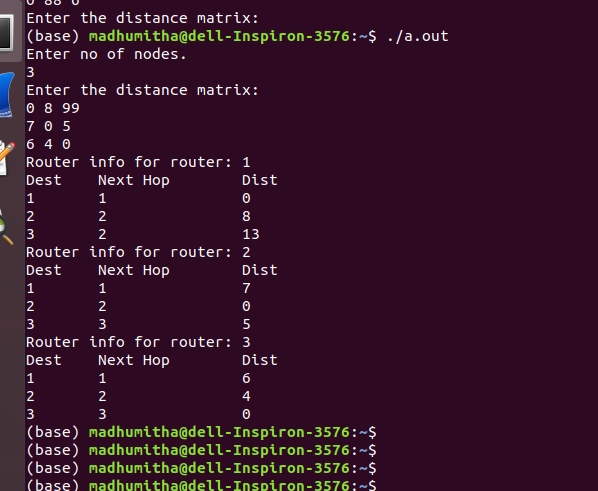 0 88 6
Enter the distance matrix:
(base) madhumitha@dell-Inspiron-3576:~$ ./a.out
Enter no of nodes.
3
Enter the distance matrix:
0 8 99
7 0 5
6 4 0
Router info for router: 1
Dest Next Hop Dist
1 1 0
2 2 8
3 2 13
Router info for router: 2
Dest Next Hop Dist
1 1 7
2 2 0
3 3 5
Router info for router: 3
Dest Next Hop Dist
1 1 6
2 2 4
3 3 0
(base) madhumitha@dell-Inspiron-3576:~$
(base) madhumitha@dell-Inspiron-3576:~$
(base) madhumitha@dell-Inspiron-3576:~$
(base) madhumitha@dell-Inspiron-3576:~$